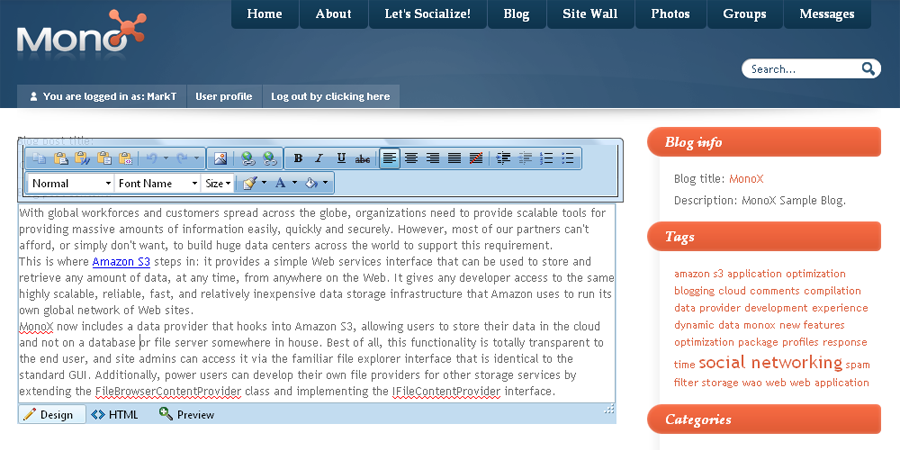 Home About Let's Socialize! Blog Site Wall Photos Groups Messages
MonoX
Search...
You are logged in as: MarkT User profile Log out by clicking here
Blog post title:
B I U abc
Normal Font Name Size A
With global workforces and customers spread across the globe, organizations need to provide scalable tools for
providing massive amounts of information easily, quickly and securely. However, most of our partners can't
afford, or simply don't want, to build huge data centers across the world to support this requirement.
This is where Amazon S3 steps in: it provides a simple Web services interface that can be used to store and
retrieve any amount of data, at any time, from anywhere on the Web. It gives any developer access to the same
highly scalable, reliable, fast, and relatively inexpensive data storage infrastructure that Amazon uses to run its
own global network of Web sites.
MonoX now includes a data provider that hooks into Amazon S3, allowing users to store their data in the cloud
and not on a database or file server somewhere in house. Best of all, this functionality is totally transparent to
the end user, and site admins can access it via the familiar file explorer interface that is identical to the
standard GUI. Additionally, power users can develop their own file providers for other storage services by
extending the FileBrowserContentProvider class and implementing the IFileContentProvider interface.
Design HTML Preview
Blog info
Blog title: MonoX
Description: MonoX Sample Blog.
Tags
amazon s3 application optimization
blogging cloud comments compilation
data provider development experience
dynamic data monox new features
optimization package profiles response
time social networking spam
filter storage wao web web application
Categories